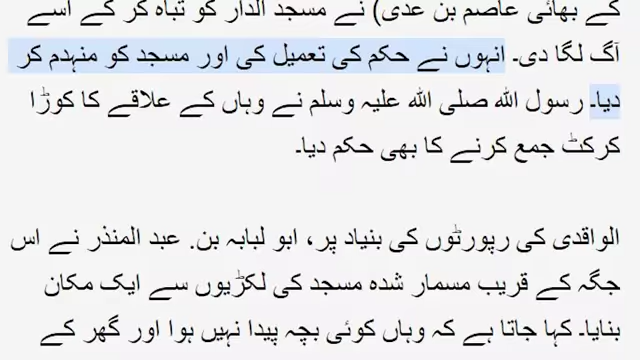 کے بھائی عاصم بن عدی) نے مسجد الدار کو تباہ کر کے اسے
آگ لگا دی۔ انہوں نے حکم کی تعمیل کی اور مسجد کو منہدم کر
دیا۔ رسول اللہ صلی اللہ علیہ وسلم نے وہاں کے علاقے کا کوڑا
کرکٹ جمع کرنے کا بھی حکم دیا۔
الواقدی کی رپورٹوں کی بنیاد پر، ابو لبابہ بن. عبد المنذر نے اس
جگہ کے قریب مسمار شدہ مسجد کی لکڑیوں سے ایک مکان
بنایا۔ کہا جاتا ہے کہ وہاں کوئی بچہ پیدا نہیں ہوا اور گھر کے